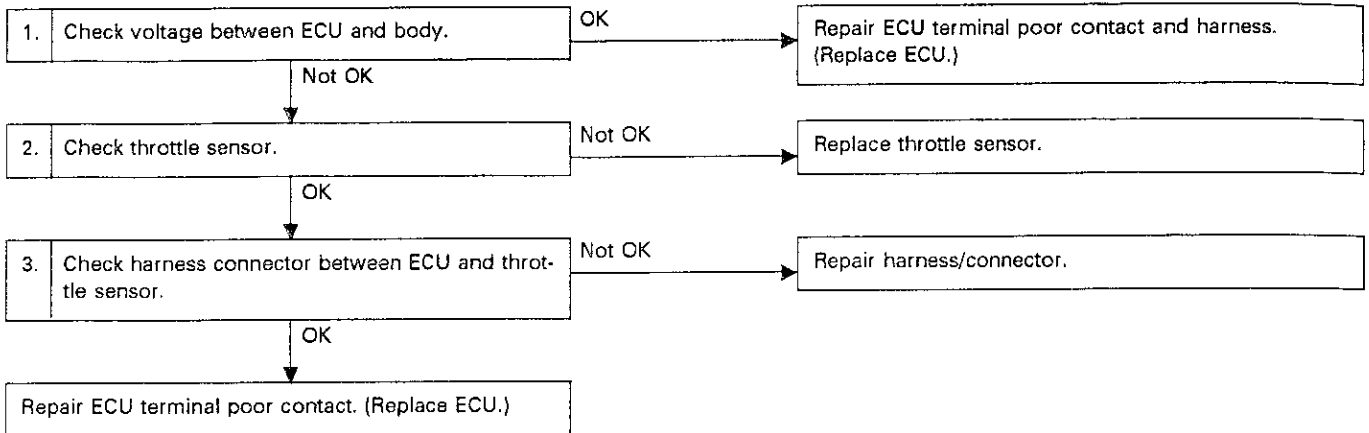 1. Check voltage between ECU and body.
OK
Repair ECU terminal poor contact and harness.
(Replace ECU.)
Not OK
2. Check throttle sensor.
Not OK
Replace throttle sensor.
OK
3. Check harness connector between ECU and throt-
tle sensor.
Not OK
Repair harness/connector.
OK
Repair ECU terminal poor contact. (Replace ECU.)